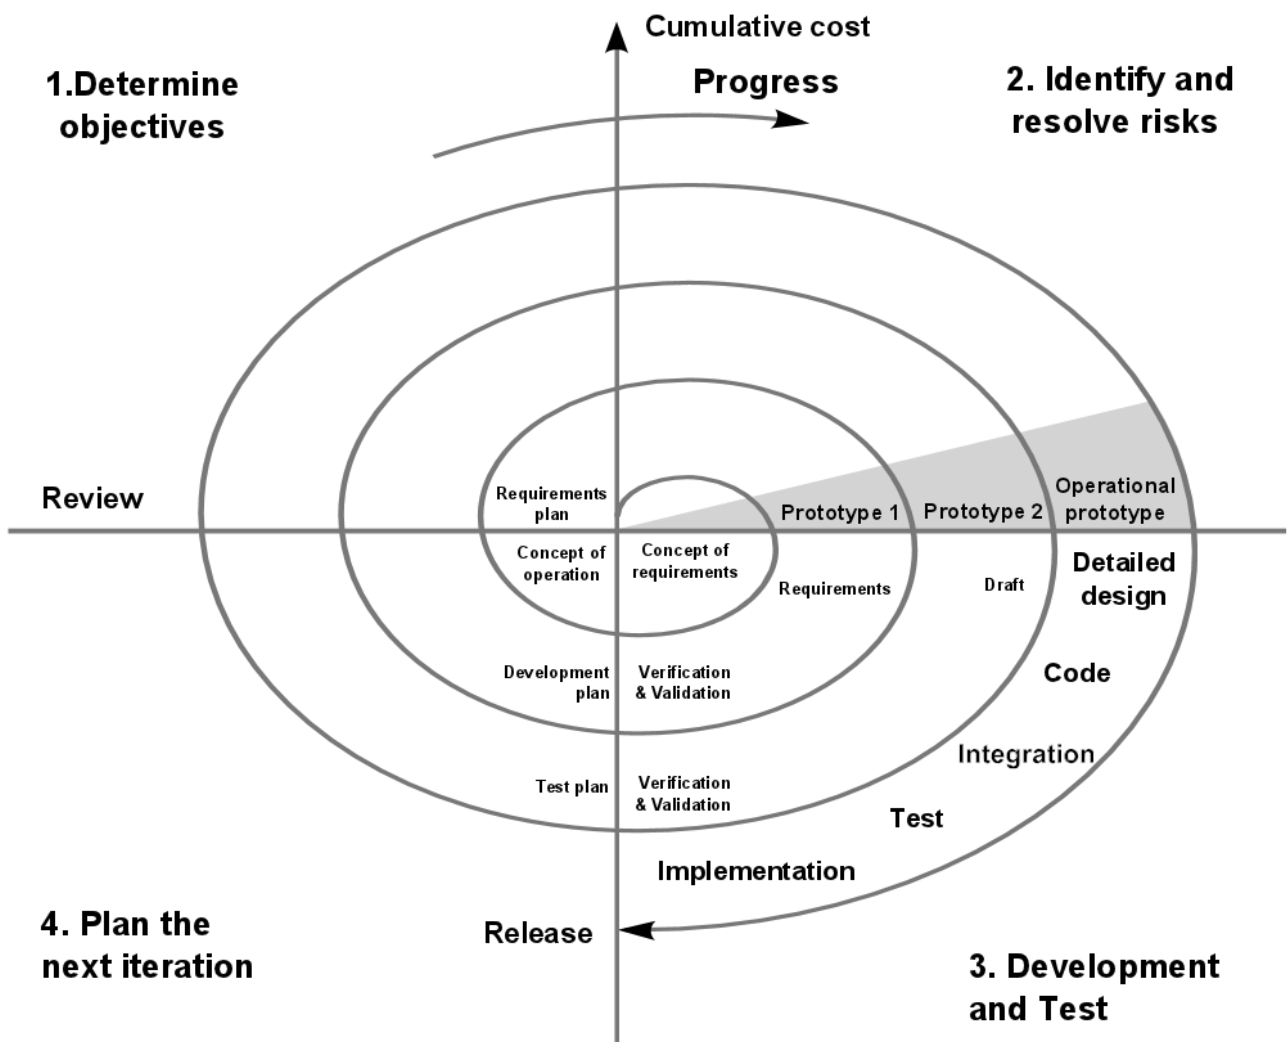 Cumulative cost
Progress
1.Determine
objectives
2. Identify and
resolve risks
Review
Requirements
plan
Concept of
operation
Concept of
requirements
Prototype 1
Prototype 2
Operational
prototype
Requirements
Draft
Detailed
design
Development
plan
Verification
& Validation
Code
Integration
Test plan
Verification
& Validation
Test
Implementation
Release
4. Plan the
next iteration
3. Development
and Test